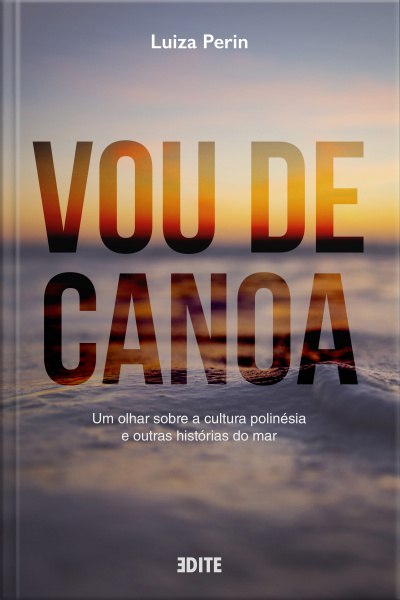 Luiza Perin
VOU DE
CANOA
Um olhar sobre a cultura polinésia
e outras histórias do mar
EDITE